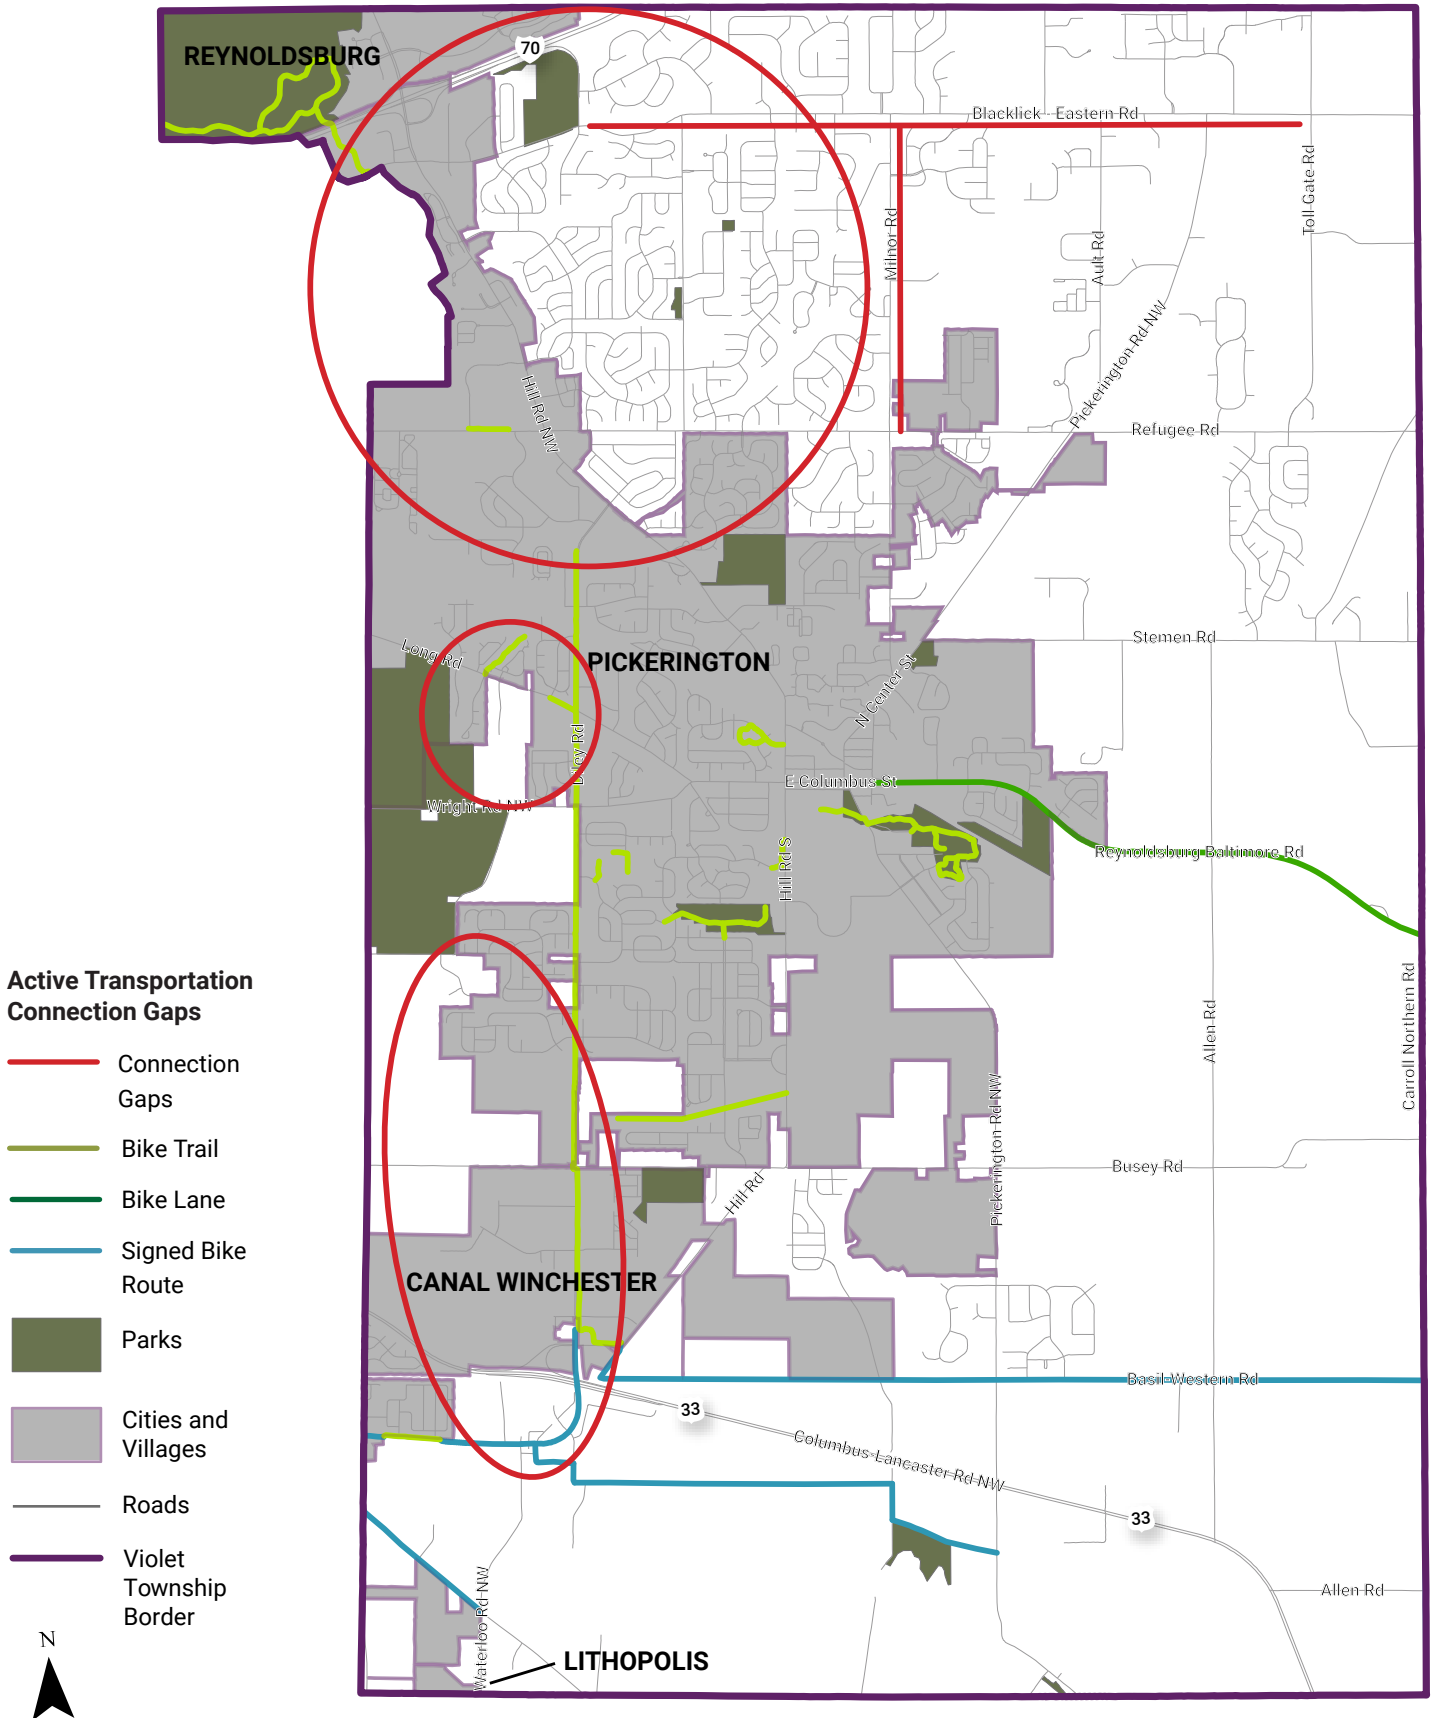 REYNOLDSBURG
70
Blacklick - Eastern Rd
Toll Gate Rd
Milnor Rd
Ault Rd
Pickerington Rd NW
Hill Rd NW
Refugee Rd
Stemen Rd
Long Rd
PICKERINGTON
N Center St
Diley Rd
E Columbus St
Wright Rd NW
Hill Rd S
Reynoldsburg Baltimore Rd
Carroll Northern Rd
Allen Rd
Pickerington Rd NW
Busey Rd
Hill Rd
CANAL WINCHESTER
Basil Western Rd
33
Columbus-Lancaster Rd NW
33
Allen Rd
Waterloo Rd NW
LITHOPOLIS
Active Transportation
Connection Gaps
Connection
Gaps
Bike Trail
Bike Lane
Signed Bike
Route
Parks
Cities and
Villages
Roads
Violet
Township
Border
N